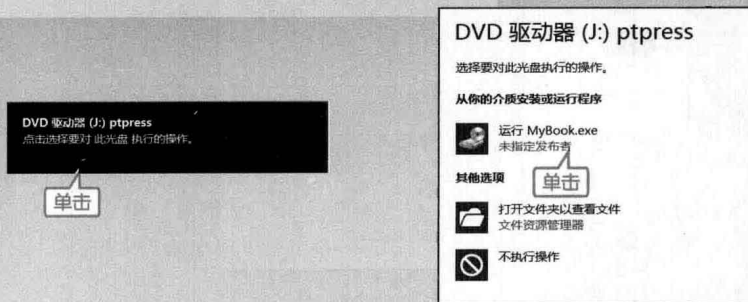 DVD 驱动器 (J:) ptpress
点击选择要对 此光盘 执行的操作。
单击
DVD 驱动器 (J:) ptpress
选择要对此光盘执行的操作。
从你的介质安装或运行程序
运行 MyBook.exe
未指定发布者
单击
其他选项
打开文件夹以查看文件
文件资源管理器
不执行操作